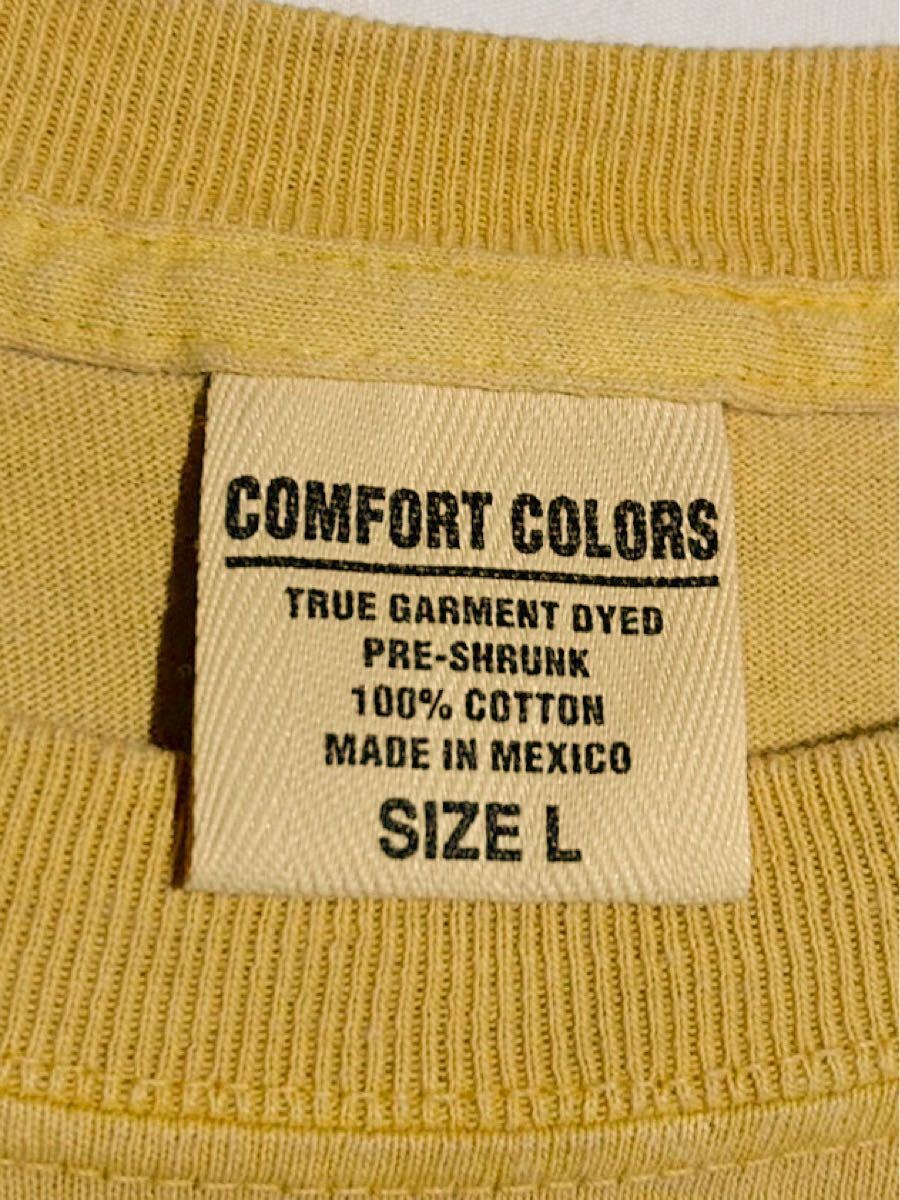 COMFORT COLORS
TRUE GARMENT DYED
PRE-SHRUNK
100% COTTON
MADE IN MEXICO
SIZE L